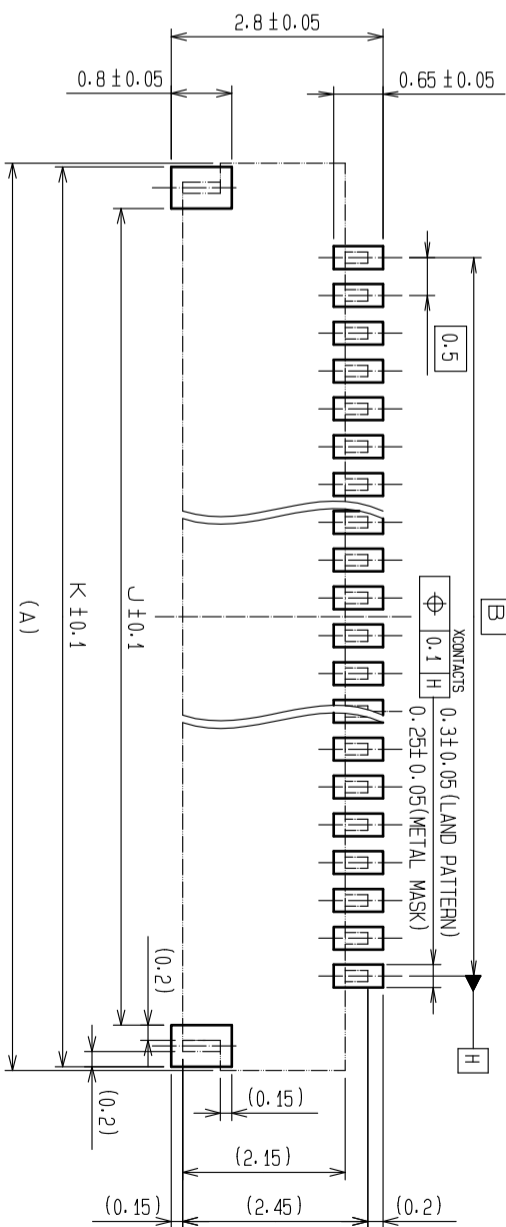 2.8±0.05
0.8±0.05
0.65±0.05
0.5
B
XCONTACTS
⌖ 0.1 H
0.3±0.05(LAND PATTERN)
0.25±0.05(METAL MASK)
H
J±0.1
K±0.1
(A)
(0.2)
(0.2)
(0.15)
(2.15)
(0.15)
(2.45)
(0.2)